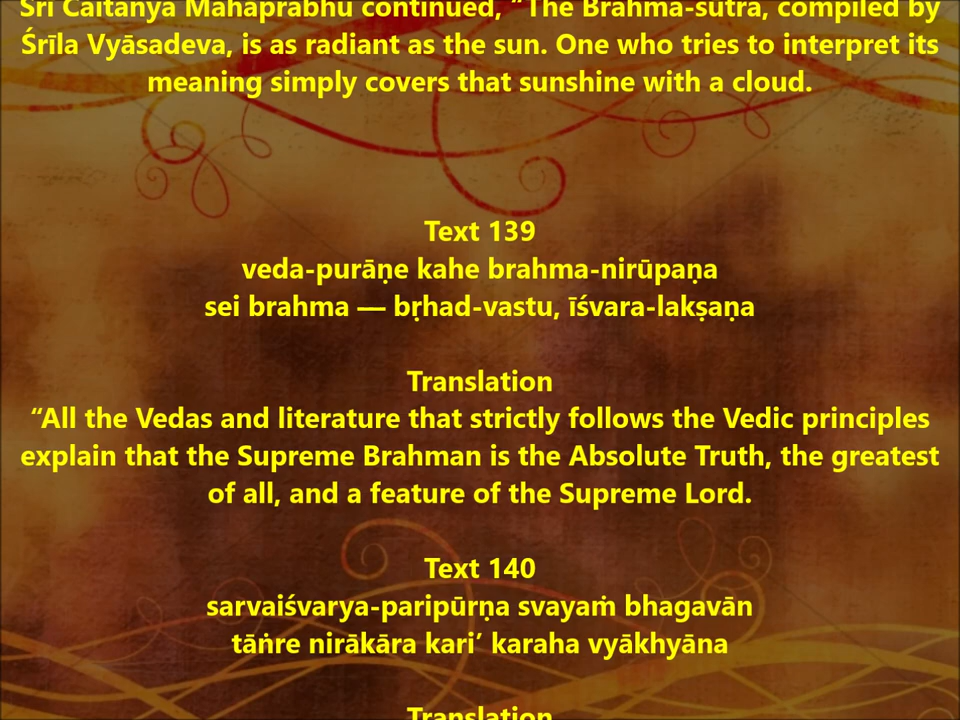 Śrī Caitanya Mahāprabhu continued, “The Brahma-sūtra, compiled by
Śrīla Vyāsadeva, is as radiant as the sun. One who tries to interpret its
meaning simply covers that sunshine with a cloud.
Text 139
veda-purāṇe kahe brahma-nirūpaṇa
sei brahma — bṛhad-vastu, īśvara-lakṣaṇa
Translation
“All the Vedas and literature that strictly follows the Vedic principles
explain that the Supreme Brahman is the Absolute Truth, the greatest
of all, and a feature of the Supreme Lord.
Text 140
sarvaiśvarya-paripūrṇa svayaṁ bhagavān
tāṅre nirākāra kari’ karaha vyākhyāna
Translation